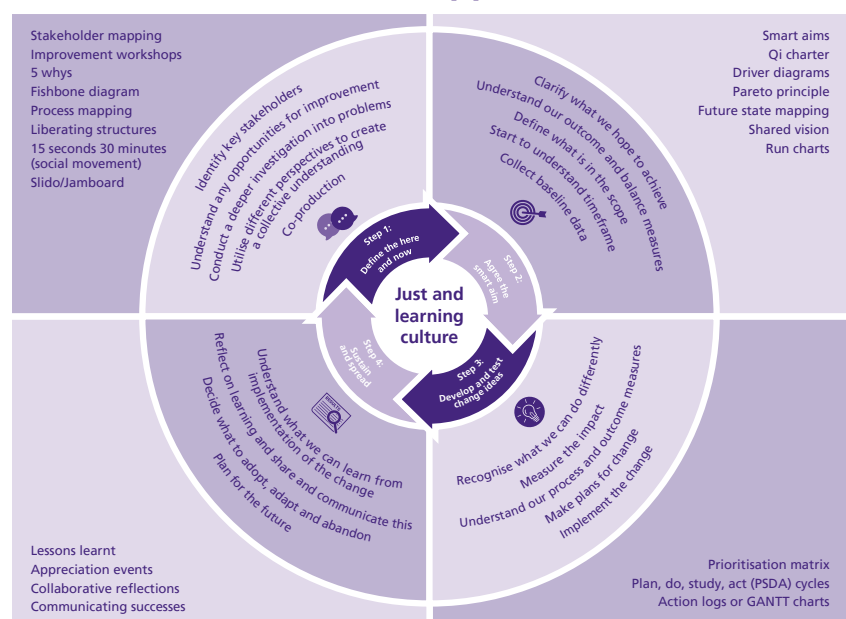 Stakeholder mapping
Improvement workshops
5 whys
Fishbone diagram
Process mapping
Liberating structures
15 seconds 30 minutes
(social movement)
Slido/Jamboard
Identify key stakeholders
Understand any opportunities for improvement
Conduct a deeper investigation into problems
Utilise different perspectives to create
a collective understanding
Co-production
Smart aims
Qi charter
Driver diagrams
Pareto principle
Future state mapping
Shared vision
Run charts
Clarify what we hope to achieve
Understand our outcome and balance measures
Define what is in the scope
Start to understand timeframe
Collect baseline data
Step 1:
Define the here
and now
Step 2:
Agree the
smart aim
Just and
learning
culture
Step 3:
Develop and test
change ideas
Step 4:
Sustain
and spread
Recognise what we can do differently
Measure the impact
Understand our process and outcome measures
Make plans for change
Implement the change
Prioritisation matrix
Plan, do, study, act (PSDA) cycles
Action logs or GANTT charts
Understand what we can learn from
implementation of the change
Reflect on learning and share and communicate this
Decide what to adopt, adapt and abandon
Plan for the future
Lessons learnt
Appreciation events
Collaborative reflections
Communicating successes